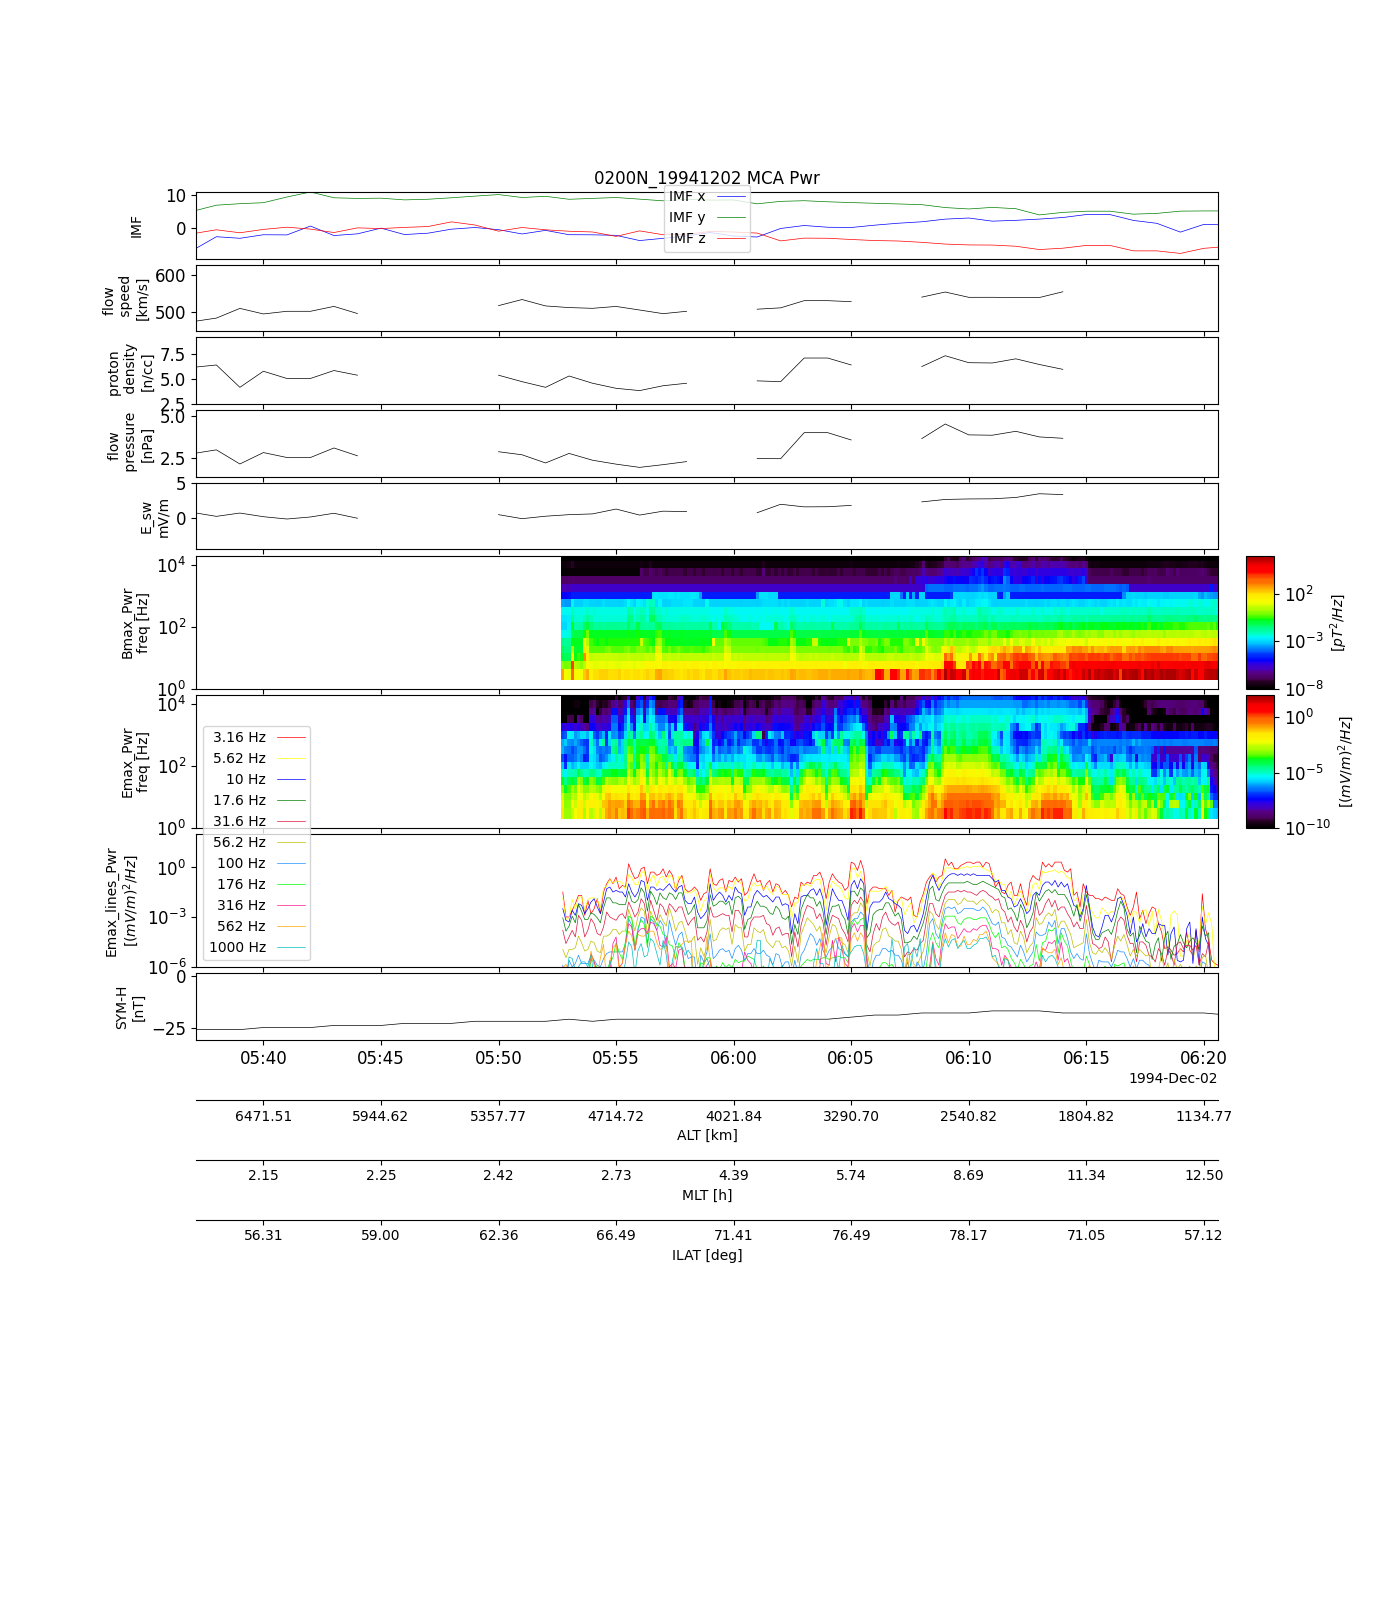 0200N_19941202 MCA Pwr
10
0
IMF
IMF x
IMF y
IMF z
600
500
flow
speed
[km/s]
7.5
5.0
2.5
proton
density
[n/cc]
5.0
2.5
flow
pressure
[nPa]
5
0
E_sw
mV/m
10^4
10^2
10^0
Bmax_Pwr
freq [Hz]
10^2
10^-3
10^-8
[pT^2/Hz]
10^4
10^2
10^0
Emax_Pwr
freq [Hz]
10^0
10^-5
10^-10
[(mV/m)^2/Hz]
3.16 Hz
5.62 Hz
10 Hz
17.6 Hz
31.6 Hz
56.2 Hz
100 Hz
176 Hz
316 Hz
562 Hz
1000 Hz
10^0
10^-3
10^-6
Emax_lines_Pwr
[(mV/m)^2/Hz]
0
−25
SYM-H
[nT]
05:40 05:45 05:50 05:55 06:00 06:05 06:10 06:15 06:20
1994-Dec-02
6471.51 5944.62 5357.77 4714.72 4021.84 3290.70 2540.82 1804.82 1134.77
ALT [km]
2.15 2.25 2.42 2.73 4.39 5.74 8.69 11.34 12.50
MLT [h]
56.31 59.00 62.36 66.49 71.41 76.49 78.17 71.05 57.12
ILAT [deg]